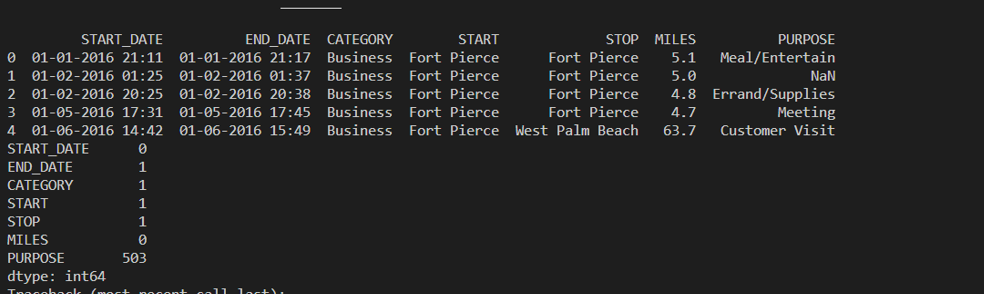 START_DATE END_DATE CATEGORY START STOP MILES PURPOSE
0 01-01-2016 21:11 01-01-2016 21:17 Business Fort Pierce Fort Pierce 5.1 Meal/Entertain
1 01-02-2016 01:25 01-02-2016 01:37 Business Fort Pierce Fort Pierce 5.0 NaN
2 01-02-2016 20:25 01-02-2016 20:38 Business Fort Pierce Fort Pierce 4.8 Errand/Supplies
3 01-05-2016 17:31 01-05-2016 17:45 Business Fort Pierce Fort Pierce 4.7 Meeting
4 01-06-2016 14:42 01-06-2016 15:49 Business Fort Pierce West Palm Beach 63.7 Customer Visit
START_DATE 0
END_DATE 1
CATEGORY 1
START 1
STOP 1
MILES 0
PURPOSE 503
dtype: int64
Traceback (most recent call last):